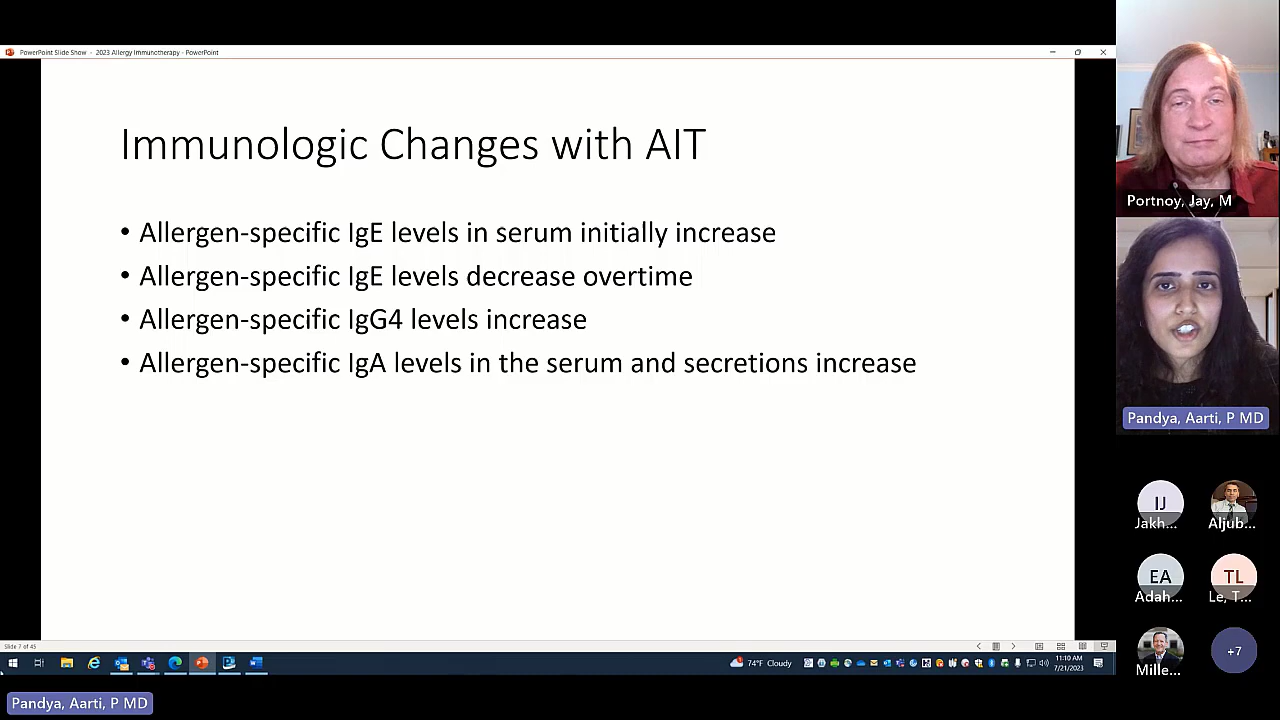 PowerPoint Slide Show - 2023 Allergy Immunotherapy - PowerPoint
Immunologic Changes with AIT
• Allergen-specific IgE levels in serum initially increase
• Allergen-specific IgE levels decrease overtime
• Allergen-specific IgG4 levels increase
• Allergen-specific IgA levels in the serum and secretions increase
Slide 7 of 45
74°F Cloudy
11:10 AM
7/21/2023
Portnoy, Jay, M
Pandya, Aarti, P MD
IJ
Jakh...
Aljub...
EA
Adah...
TL
Le, T...
Mille...
+7
Pandya, Aarti, P MD